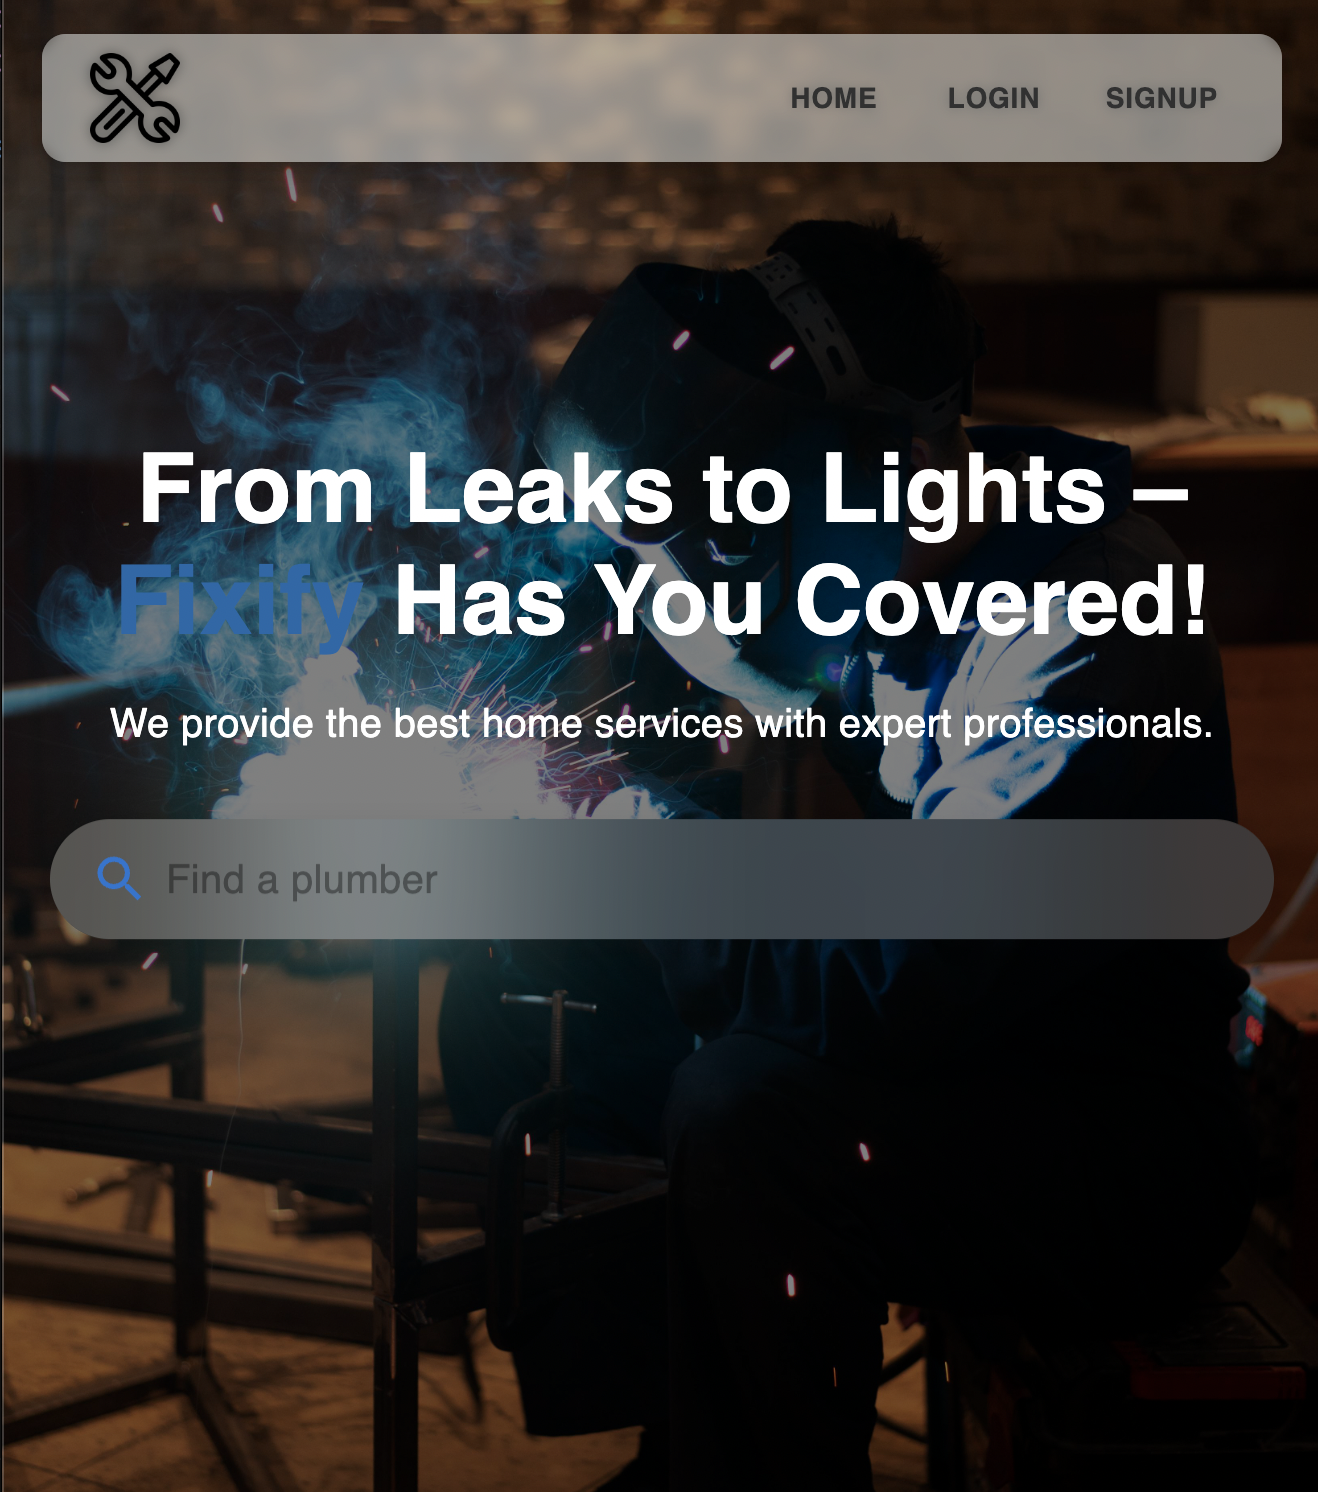 HOME LOGIN SIGNUP
From Leaks to Lights –
Fixify Has You Covered!
We provide the best home services with expert professionals.
Find a plumber